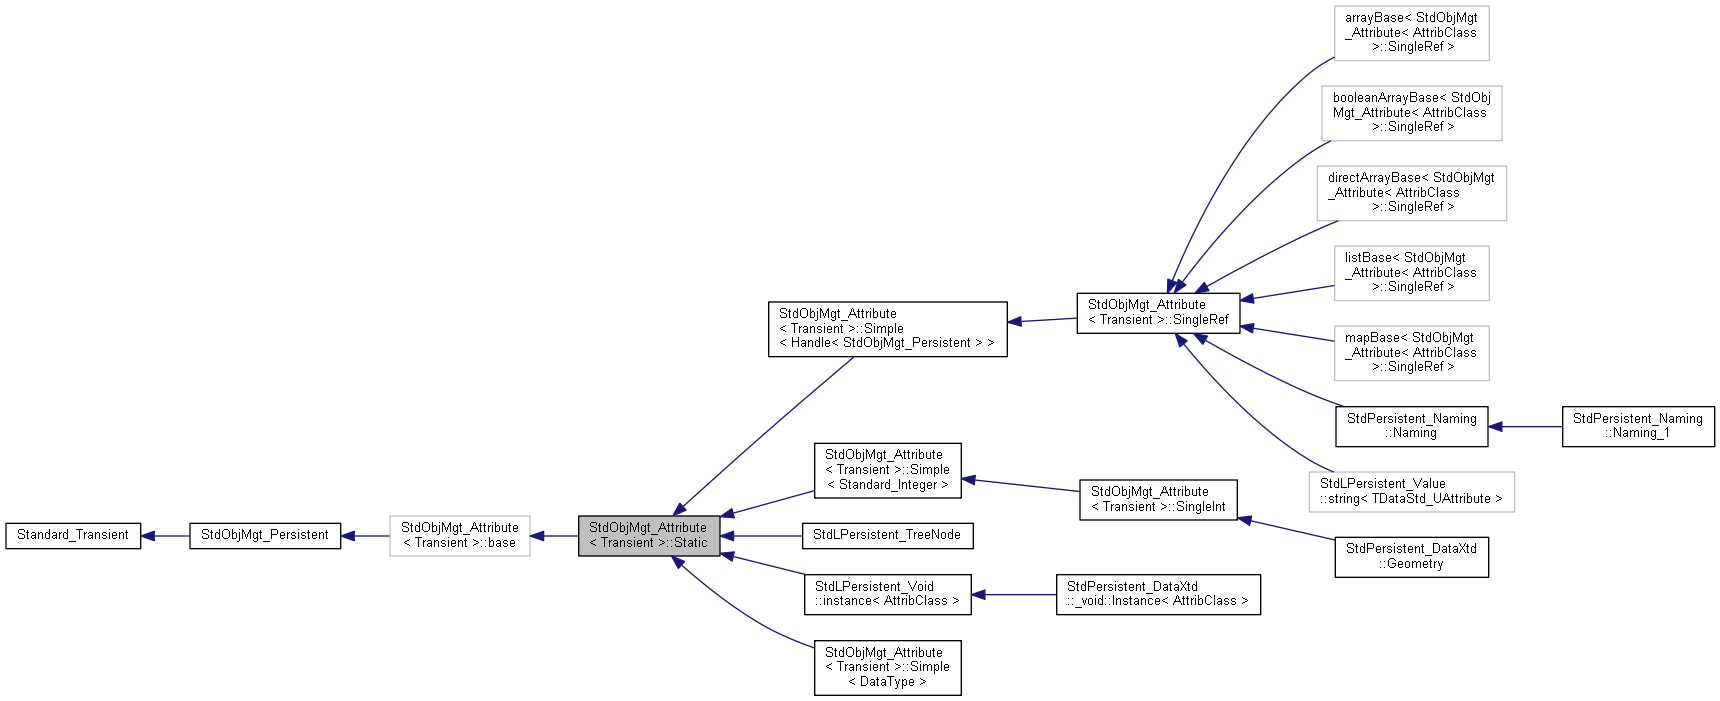 arrayBase< StdObjMgt
_Attribute< AttribClass
>::SingleRef >
booleanArrayBase< StdObj
Mgt_Attribute< AttribClass
>::SingleRef >
directArrayBase< StdObjMgt
_Attribute< AttribClass
>::SingleRef >
listBase< StdObjMgt
_Attribute< AttribClass
>::SingleRef >
StdObjMgt_Attribute
< Transient >::SingleRef
StdObjMgt_Attribute
< Transient >::Simple
< Handle< StdObjMgt_Persistent > >
mapBase< StdObjMgt
_Attribute< AttribClass
>::SingleRef >
StdPersistent_Naming
::Naming
StdPersistent_Naming
::Naming_1
StdLPersistent_Value
::string< TDataStd_UAttribute >
StdObjMgt_Attribute
< Transient >::Simple
< Standard_Integer >
StdObjMgt_Attribute
< Transient >::SingleInt
Standard_Transient
StdObjMgt_Persistent
StdObjMgt_Attribute
< Transient >::base
StdObjMgt_Attribute
< Transient >::Static
StdLPersistent_TreeNode
StdPersistent_DataXtd
::Geometry
StdLPersistent_Void
::instance< AttribClass >
StdPersistent_DataXtd
::_void::Instance< AttribClass >
StdObjMgt_Attribute
< Transient >::Simple
< DataType >